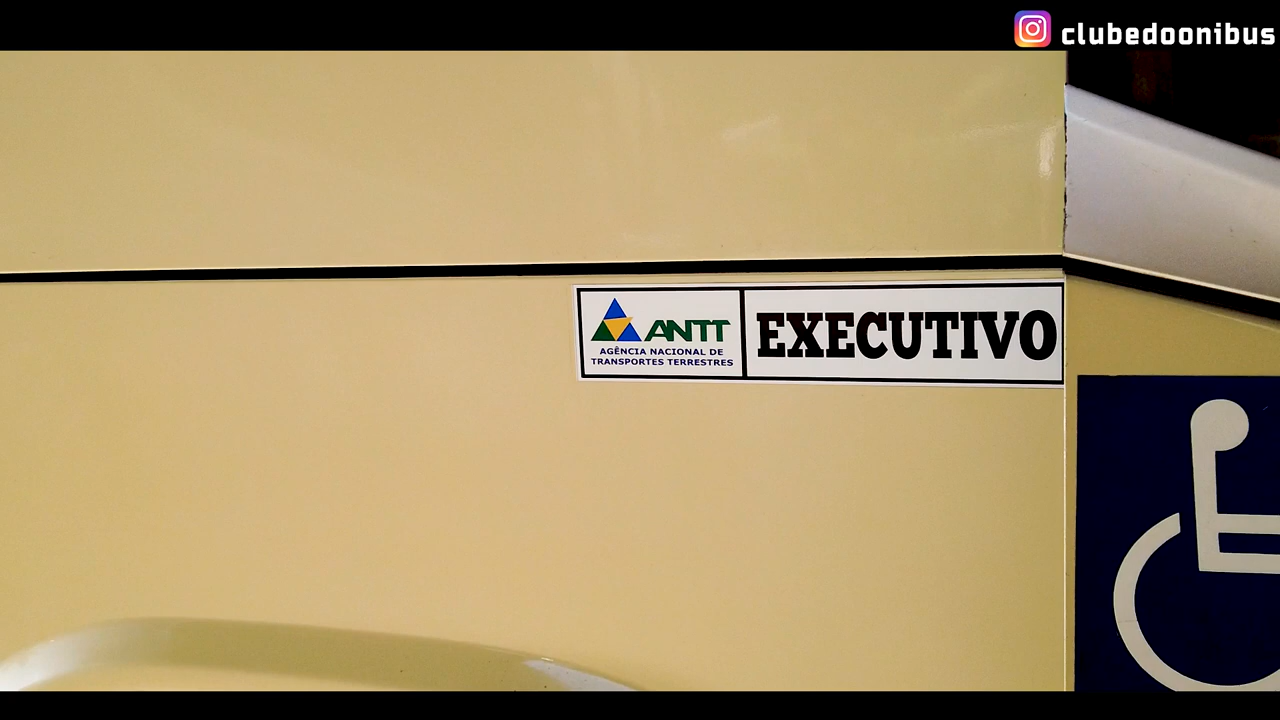 clubedoonibus
ANTT
AGÊNCIA NACIONAL DE
TRANSPORTES TERRESTRES
EXECUTIVO